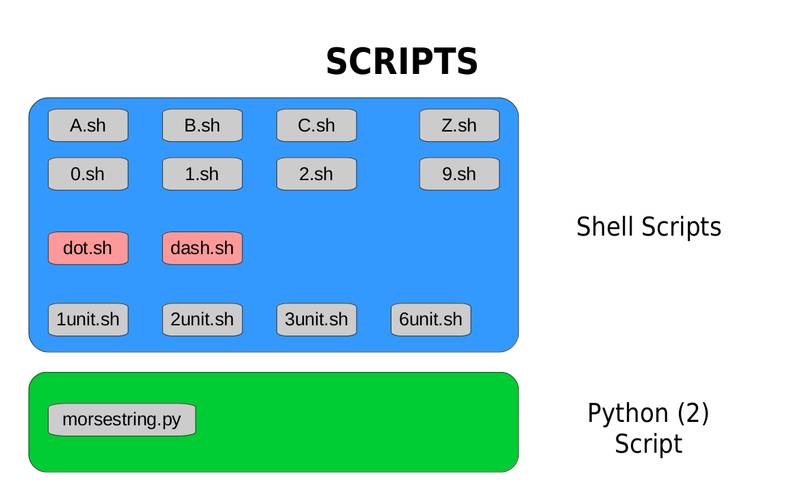 SCRIPTS
A.sh B.sh C.sh Z.sh
0.sh 1.sh 2.sh 9.sh
Shell Scripts
dot.sh dash.sh
1unit.sh 2unit.sh 3unit.sh 6unit.sh
morsestring.py
Python (2)
Script